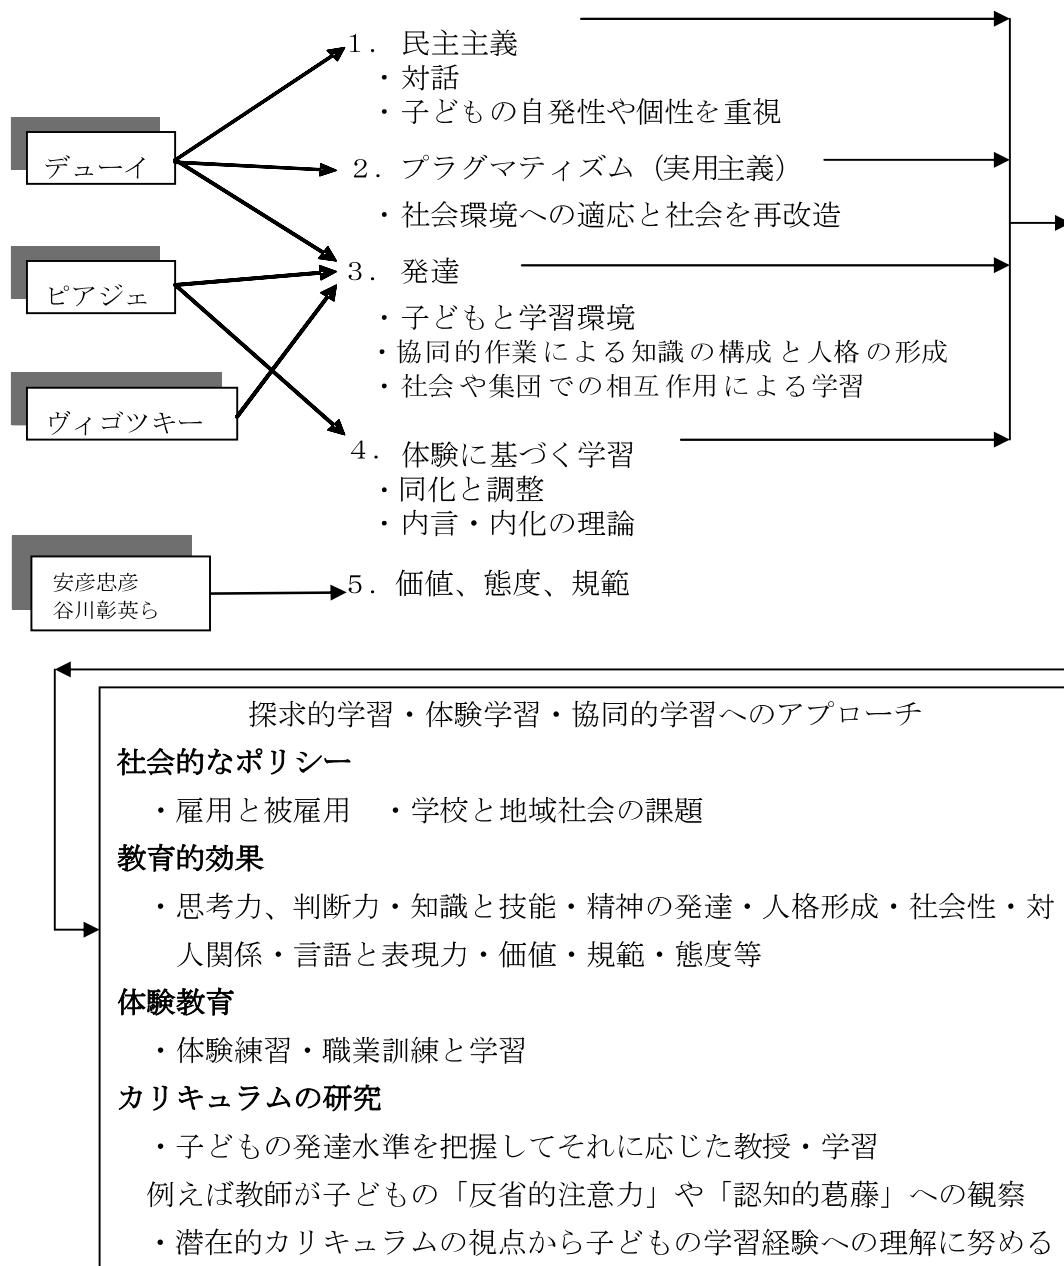 デューイ
ピアジェ
ヴィゴツキー
安彦忠彦
谷川彰英ら
1. 民主主義
・対話
・子どもの自発性や個性を重視
2. プラグマティズム（実用主義）
・社会環境への適応と社会を再改造
3. 発達
・子どもと学習環境
・協同的作業による知識の構成と人格の形成
・社会や集団での相互作用による学習
4. 体験に基づく学習
・同化と調整
・内言・内化の理論
5. 価値、態度、規範
探求的学習・体験学習・協同的学習へのアプローチ
社会的なポリシー
・雇用と被雇用　・学校と地域社会の課題
教育的効果
・思考力、判断力・知識と技能・精神の発達・人格形成・社会性・対
人関係・言語と表現力・価値・規範・態度等
体験教育
・体験練習・職業訓練と学習
カリキュラムの研究
・子どもの発達水準を把握してそれに応じた教授・学習
例えば教師が子どもの「反省的注意力」や「認知的葛藤」への観察
・潜在的カリキュラムの視点から子どもの学習経験への理解に努める